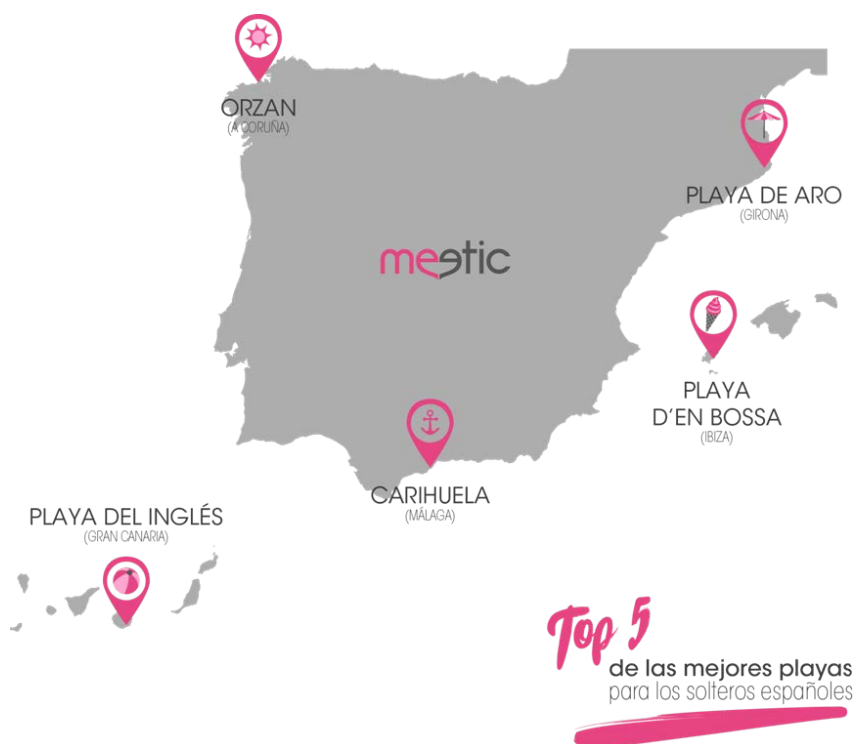 ORZAN
(A CORUÑA)
PLAYA DE ARO
(GIRONA)
meetic
PLAYA
D'EN BOSSA
(IBIZA)
CARIHUELA
(MÁLAGA)
PLAYA DEL INGLÉS
(GRAN CANARIA)
Top 5
de las mejores playas
para los solteros españoles